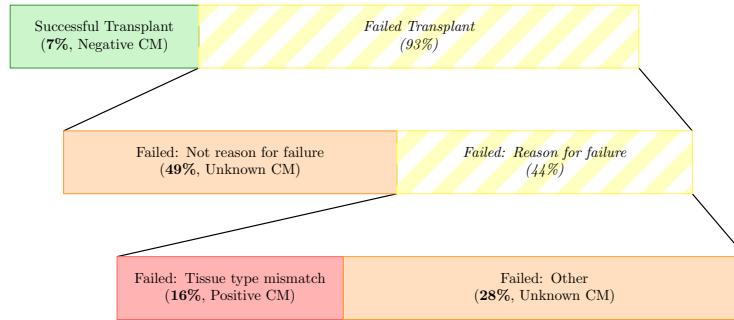 Successful Transplant
(7%, Negative CM)
Failed Transplant
(93%)
Failed: Not reason for failure
(49%, Unknown CM)
Failed: Reason for failure
(44%)
Failed: Tissue type mismatch
(16%, Positive CM)
Failed: Other
(28%, Unknown CM)